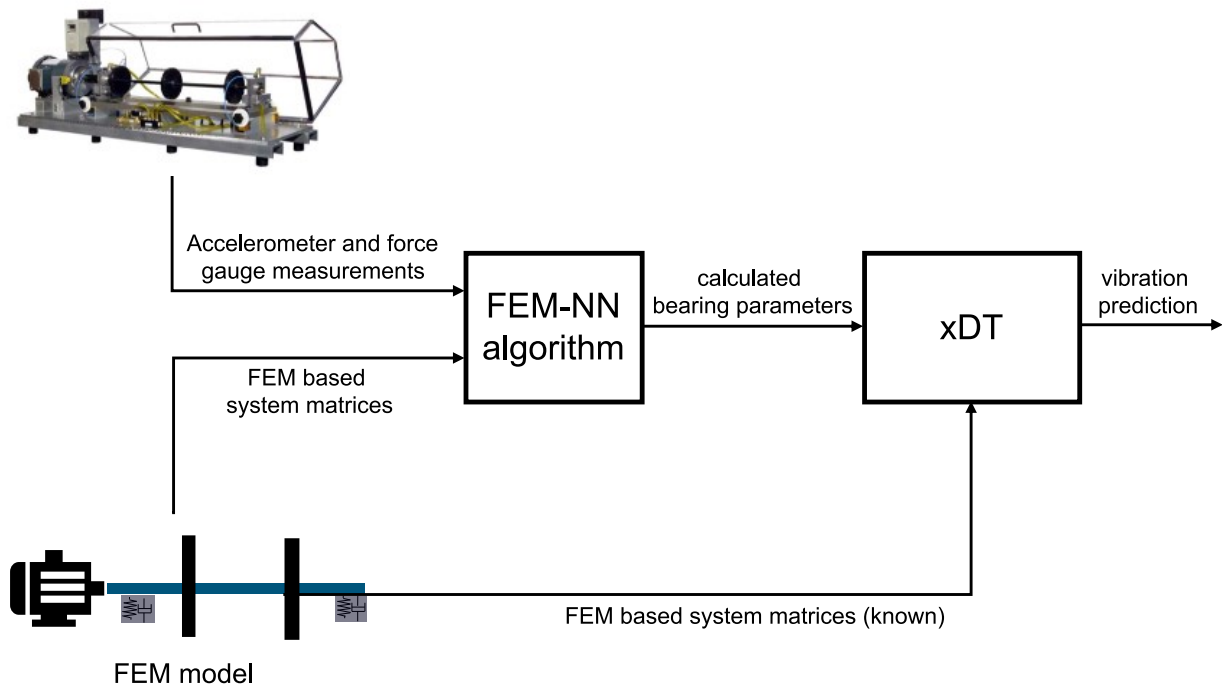 Accelerometer and force
gauge measurements
FEM-NN
algorithm
calculated
bearing parameters
xDT
vibration
prediction
FEM based
system matrices
FEM based system matrices (known)
FEM model